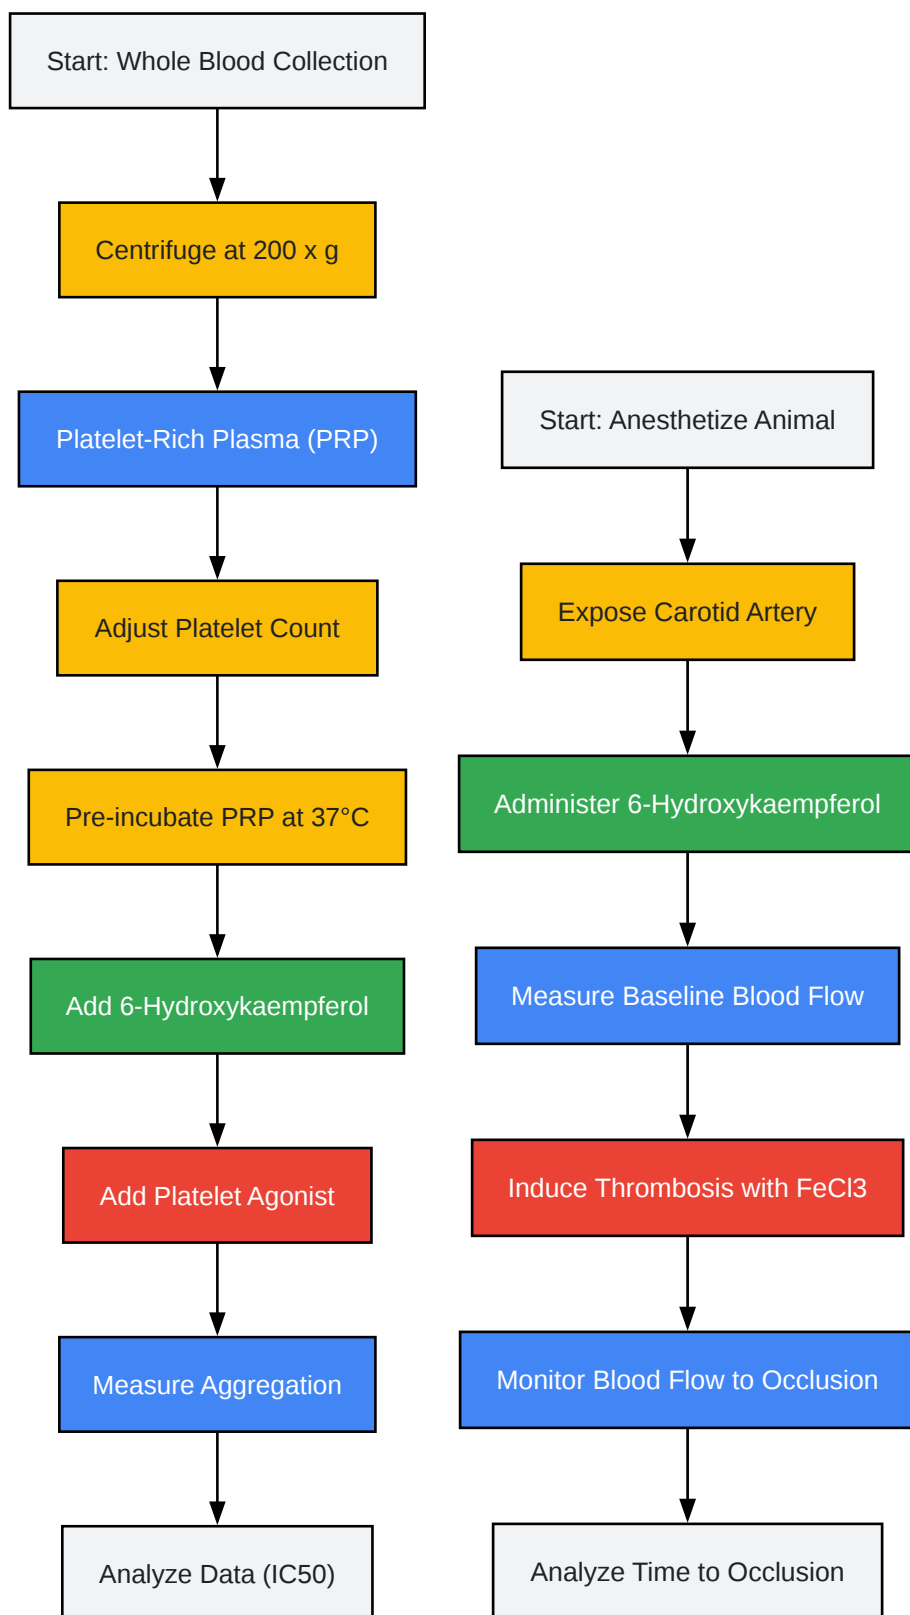 Start: Whole Blood Collection
Centrifuge at 200 x g
Platelet-Rich Plasma (PRP)
Adjust Platelet Count
Pre-incubate PRP at 37°C
Add 6-Hydroxykaempferol
Add Platelet Agonist
Measure Aggregation
Analyze Data (IC50)
Start: Anesthetize Animal
Expose Carotid Artery
Administer 6-Hydroxykaempferol
Measure Baseline Blood Flow
Induce Thrombosis with FeCl3
Monitor Blood Flow to Occlusion
Analyze Time to Occlusion